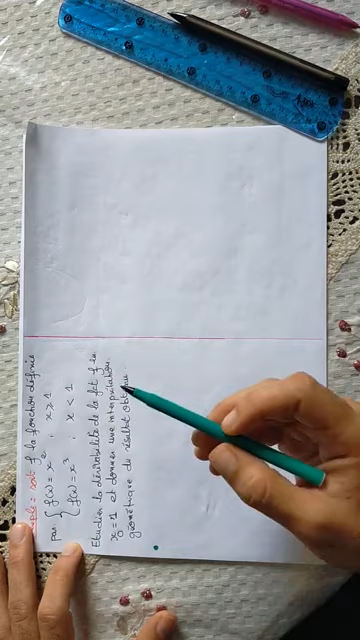 Exemple : soit f la fonction définie
par { f(x) = x² , x ⩾ 1
{ f(x) = x³ , x < 1
Etudier la dérivabilité de la fct f en
x = 1 et donner une interprétation
géométrique du résultat obtenu